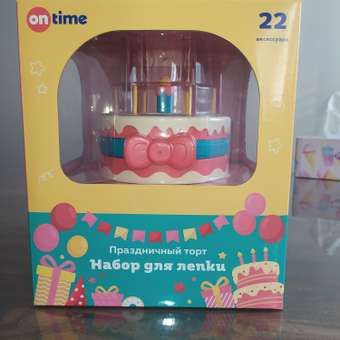 on time
22
аксессуара
Праздничный торт
Набор для лепки